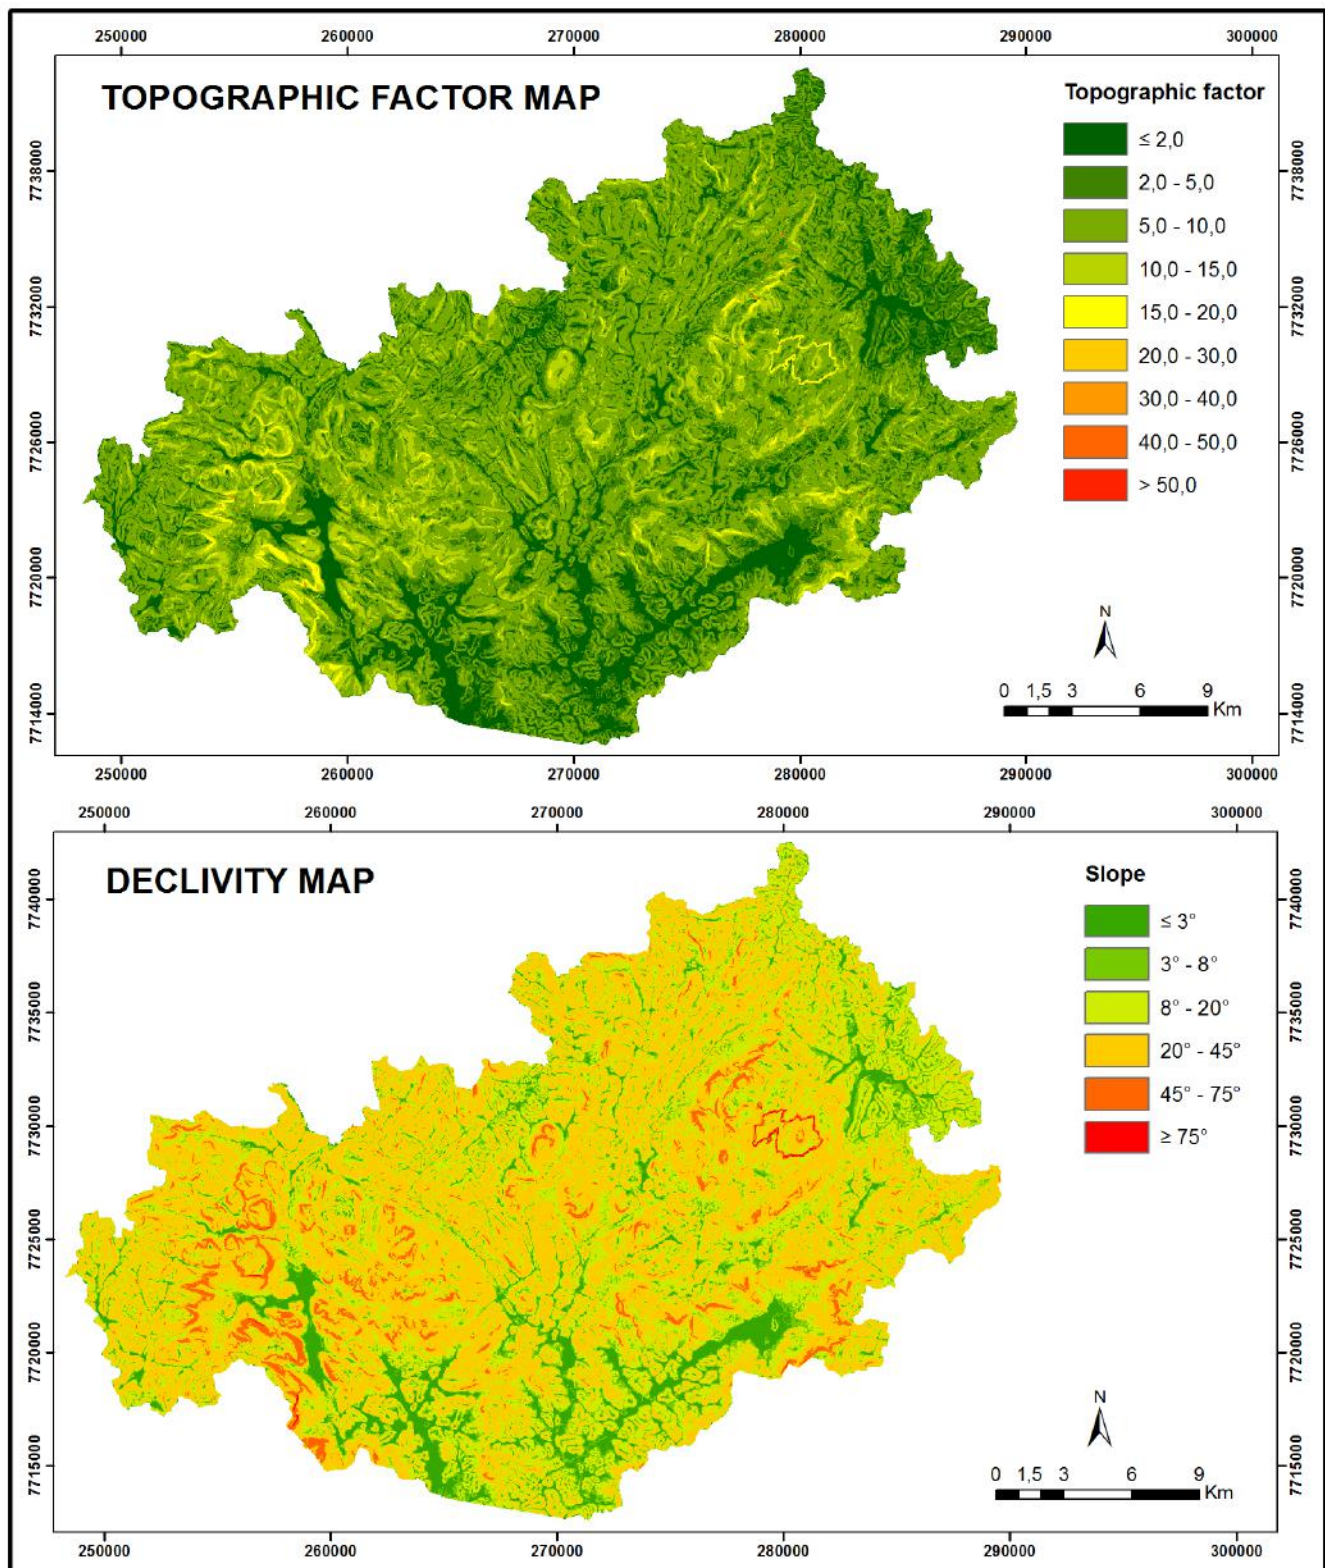 250000 260000 270000 280000 290000 300000
TOPOGRAPHIC FACTOR MAP
Topographic factor
≤ 2,0
2,0 - 5,0
5,0 - 10,0
10,0 - 15,0
15,0 - 20,0
20,0 - 30,0
30,0 - 40,0
40,0 - 50,0
> 50,0
7738000 7738000
7732000 7732000
7726000 7726000
7720000 7720000
7714000 7714000
N
0 1,5 3 6 9
Km
250000 260000 270000 280000 290000 300000
250000 260000 270000 280000 290000 300000
DECLIVITY MAP
Slope
≤ 3°
3° - 8°
8° - 20°
20° - 45°
45° - 75°
≥ 75°
7740000 7740000
7735000 7735000
7730000 7730000
7725000 7725000
7720000 7720000
7715000 7715000
N
0 1,5 3 6 9
Km
250000 260000 270000 280000 290000 300000